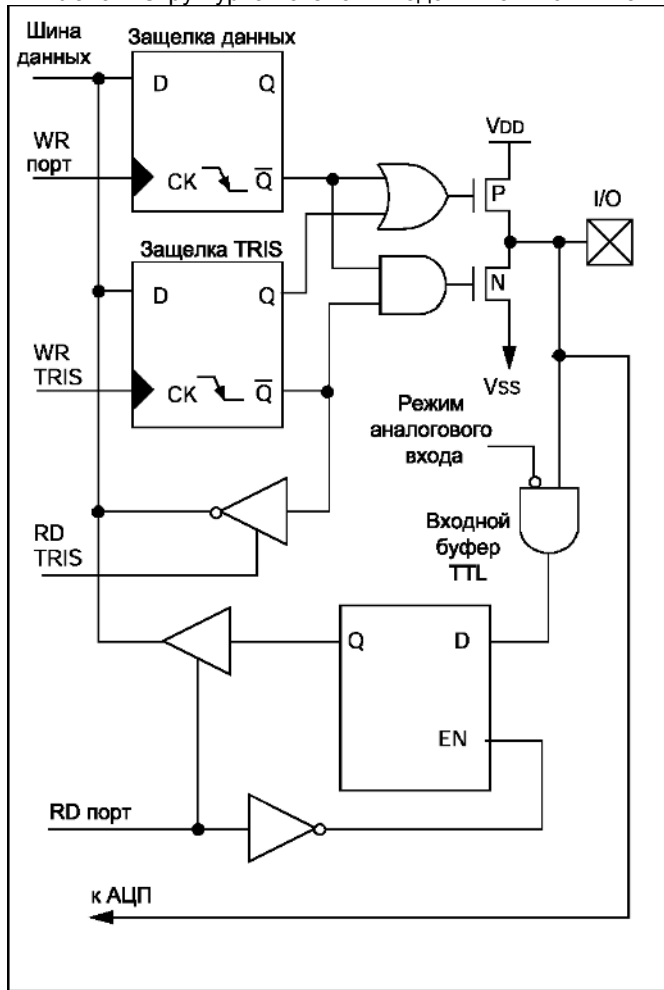 Шина
данных
Защелка данных
D
Q
WR
порт
CK
Q̅
VDD
P
I/O
Защелка TRIS
D
Q
N
WR
TRIS
CK
Q̅
VSS
Режим
аналогового
входа
RD
TRIS
Входной
буфер
T̅T̅L̅
Q
D
EN
RD порт
к АЦП